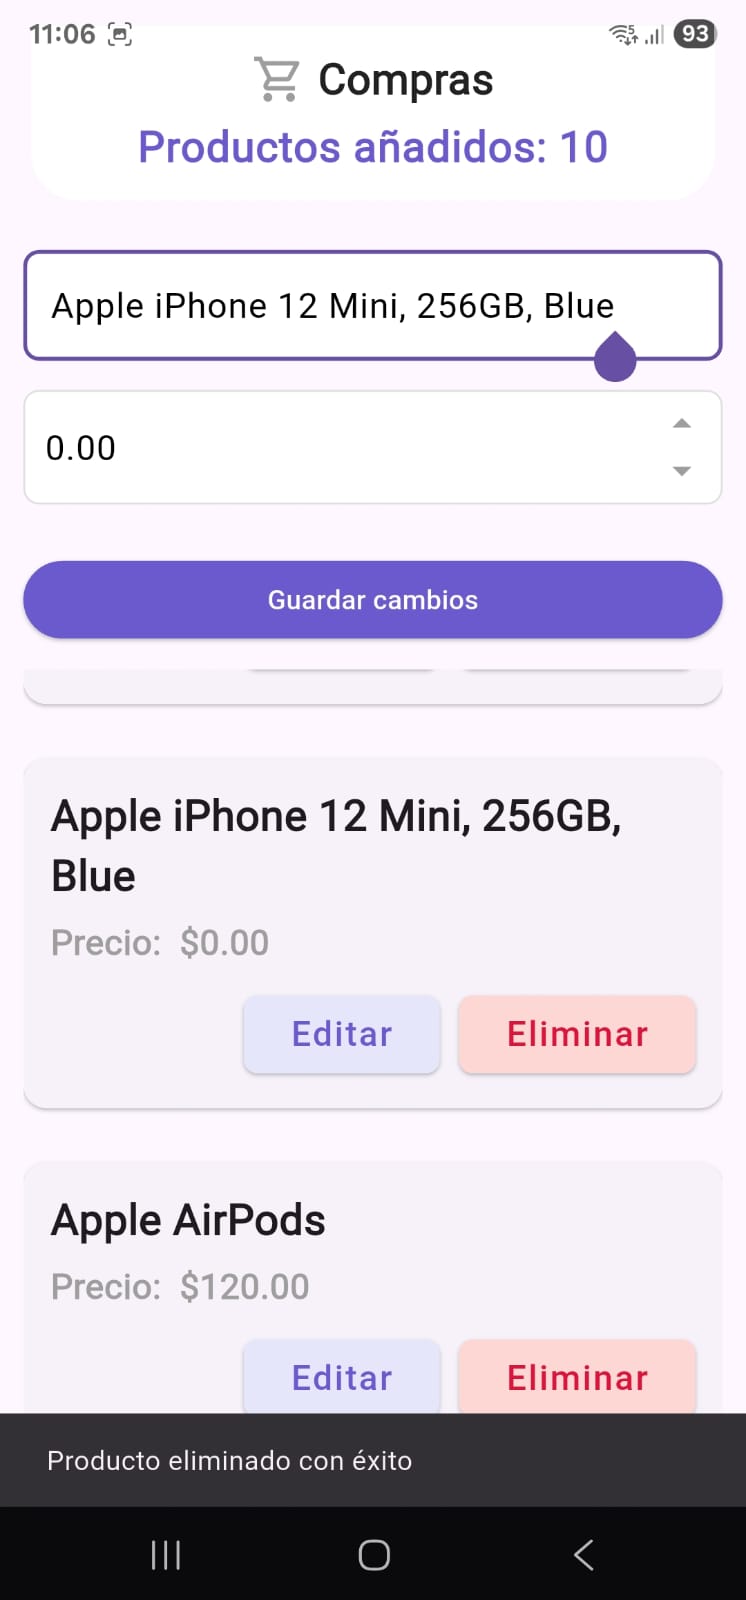 11:06
5
93
Compras
Productos añadidos: 10
Apple iPhone 12 Mini, 256GB, Blue
0.00
Guardar cambios
Apple iPhone 12 Mini, 256GB,
Blue
Precio: $0.00
Editar
Eliminar
Apple AirPods
Precio: $120.00
Editar
Eliminar
Producto eliminado con éxito